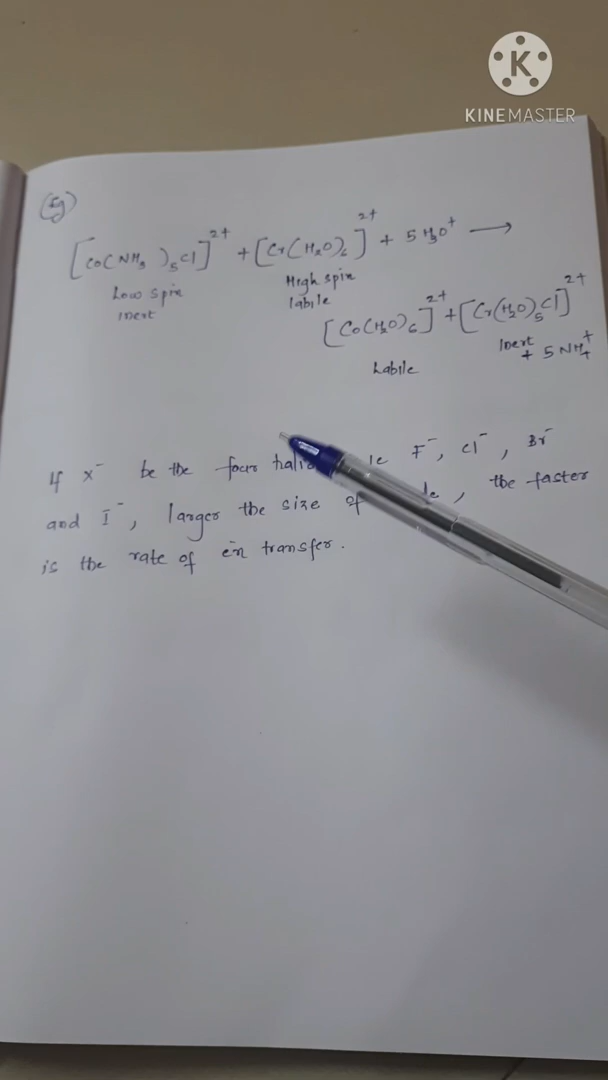 K
KINEMASTER
(Eg)
[Co(NH₃)₅Cl]²⁺ + [Cr(H₂O)₆]²⁺ + 5H₃O⁺ ⟶
Low spin High spin
inert labile
[Co(H₂O)₆]²⁺ + [Cr(H₂O)₅Cl]²⁺
Labile Inert
+ 5NH₄⁺
If X⁻ be the four F⁻, Cl⁻, Br⁻
and I⁻, larger the size of , the faster
is the rate of e⁻n transfer.